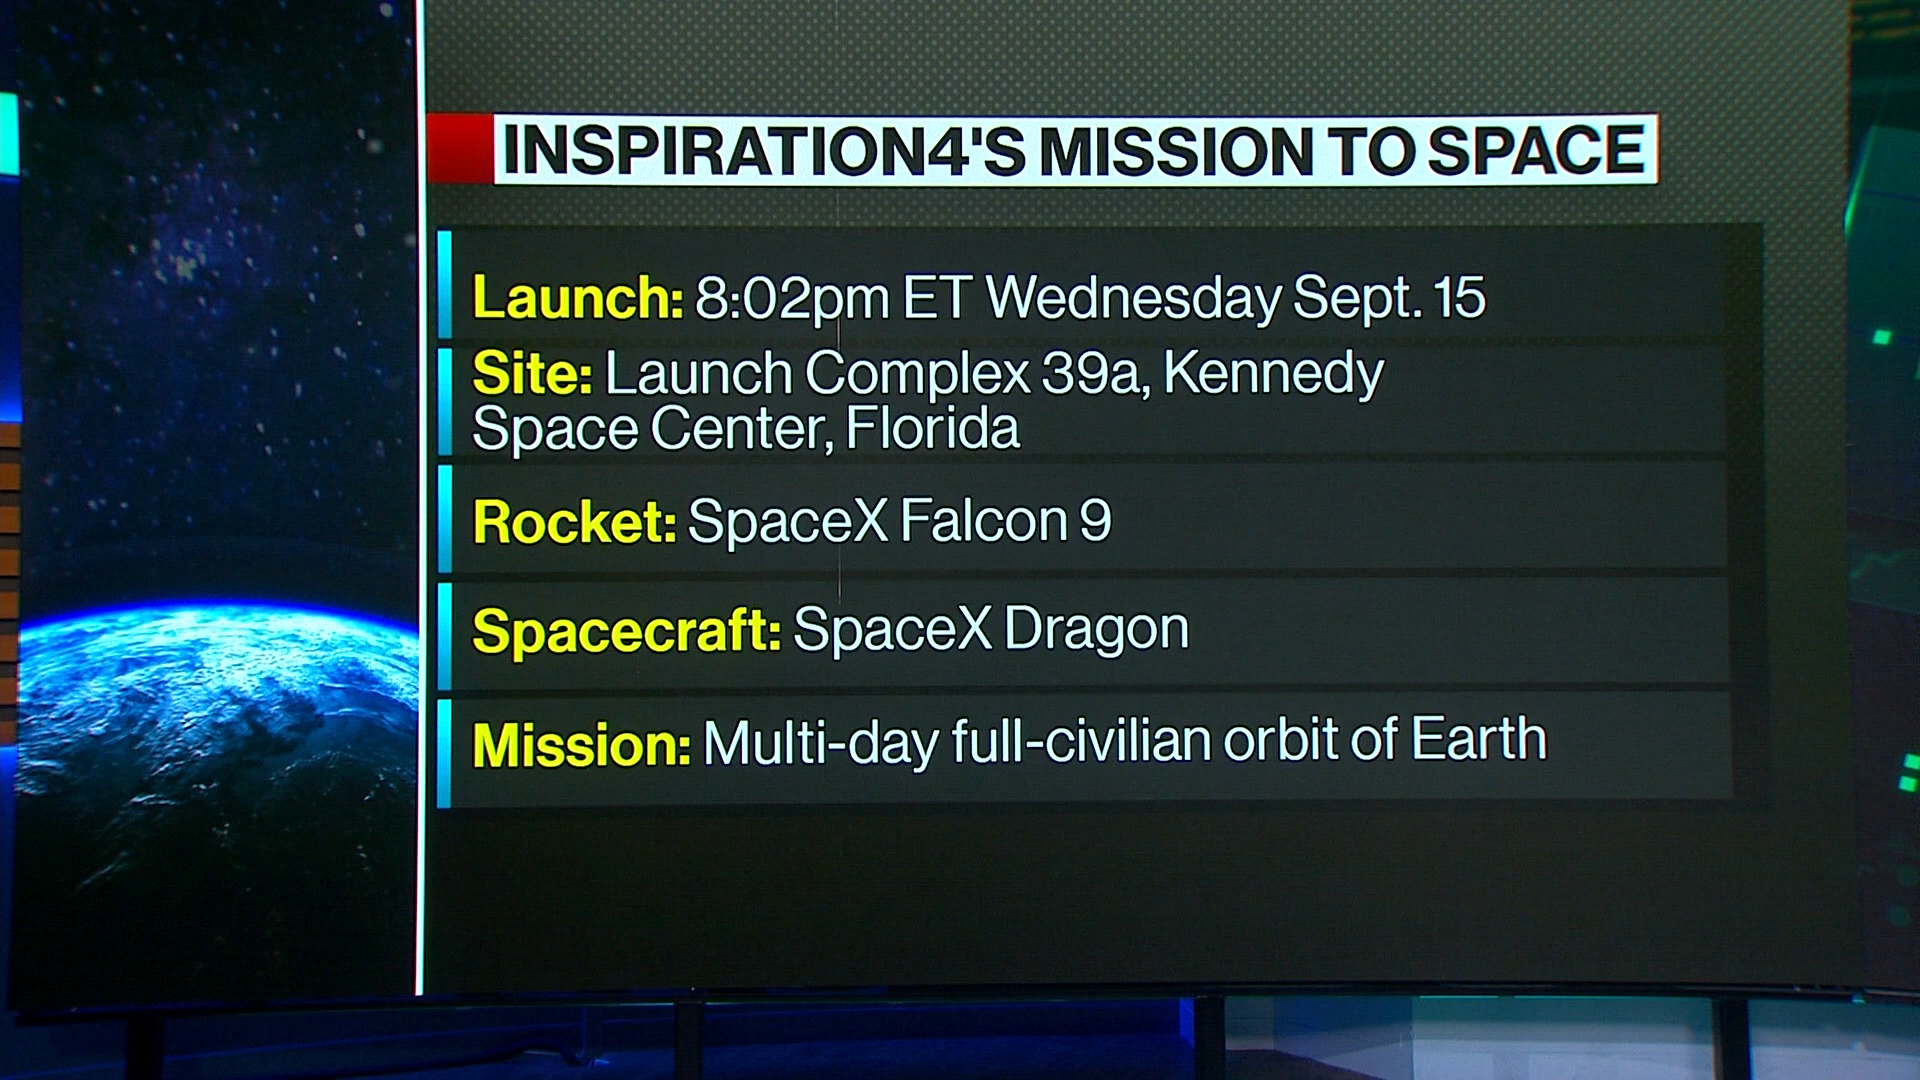 INSPIRATION4'S MISSION TO SPACE
Launch: 8:02pm ET Wednesday Sept. 15
Site: Launch Complex 39a, Kennedy
Space Center, Florida
Rocket: SpaceX Falcon 9
Spacecraft: SpaceX Dragon
Mission: Multi-day full-civilian orbit of Earth